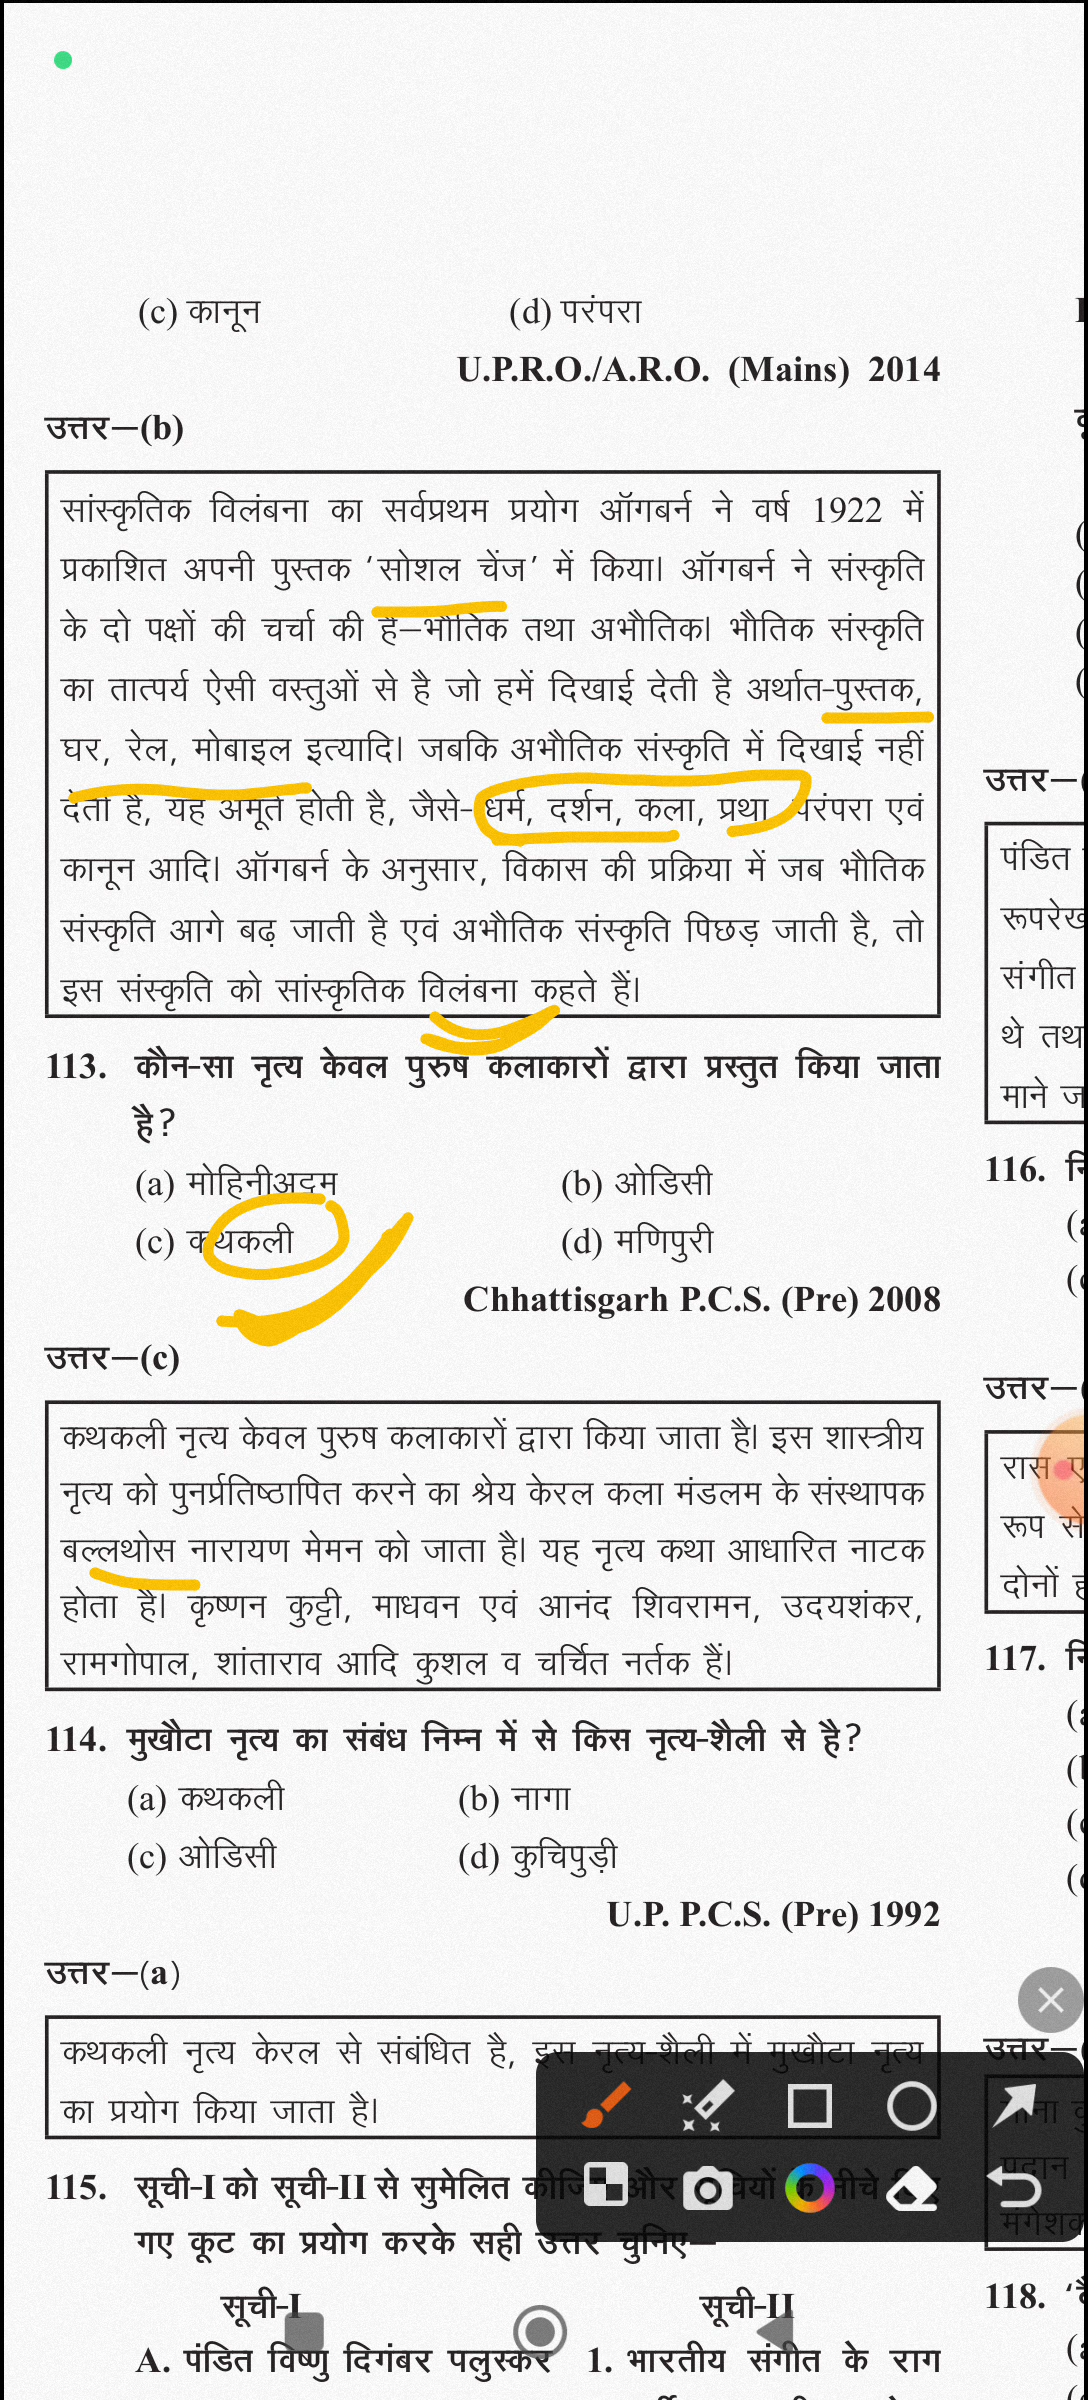 (c) कानून (d) परंपरा
U.P.R.O./A.R.O. (Mains) 2014
उत्तर—(b)
सांस्कृतिक विलंबना का सर्वप्रथम प्रयोग ऑगबर्न ने वर्ष 1922 में
प्रकाशित अपनी पुस्तक ‘सोशल चेंज’ में किया। ऑगबर्न ने संस्कृति
के दो पक्षों की चर्चा की है–भौतिक तथा अभौतिक। भौतिक संस्कृति
का तात्पर्य ऐसी वस्तुओं से है जो हमें दिखाई देती है अर्थात-पुस्तक,
घर, रेल, मोबाइल इत्यादि। जबकि अभौतिक संस्कृति में दिखाई नहीं
देती है, यह अमूर्त होती है, जैसे- धर्म, दर्शन, कला, प्रथा परंपरा एवं
कानून आदि। ऑगबर्न के अनुसार, विकास की प्रक्रिया में जब भौतिक
संस्कृति आगे बढ़ जाती है एवं अभौतिक संस्कृति पिछड़ जाती है, तो
इस संस्कृति को सांस्कृतिक विलंबना कहते हैं।
113. कौन-सा नृत्य केवल पुरुष कलाकारों द्वारा प्रस्तुत किया जाता
है?
(a) मोहिनीअट्टम (b) ओडिसी
(c) कथकली (d) मणिपुरी
Chhattisgarh P.C.S. (Pre) 2008
उत्तर—(c)
कथकली नृत्य केवल पुरुष कलाकारों द्वारा किया जाता है। इस शास्त्रीय
नृत्य को पुनर्प्रतिष्ठापित करने का श्रेय केरल कला मंडलम के संस्थापक
बल्लथोस नारायण मेमन को जाता है। यह नृत्य कथा आधारित नाटक
होता है। कृष्णन कुट्टी, माधवन एवं आनंद शिवरामन, उदयशंकर,
रामगोपाल, शांताराव आदि कुशल व चर्चित नर्तक हैं।
114. मुखौटा नृत्य का संबंध निम्न में से किस नृत्य-शैली से है?
(a) कथकली (b) नागा
(c) ओडिसी (d) कुचिपुड़ी
U.P. P.C.S. (Pre) 1992
उत्तर—(a)
कथकली नृत्य केरल से संबंधित है, इस नृत्य-शैली में मुखौटा नृत्य
का प्रयोग किया जाता है।
115. सूची-I को सूची-II से सुमेलित और नीचे
गए कूट का प्रयोग करके सही उत्तर चुनिए—
सूची-I सूची-II
A. पंडित विष्णु दिगंबर पलुस्कर 1. भारतीय संगीत के राग
उत्तर—
पंडित
संगीत
थे
माने
116.
उत्तर—
रास
रूप से
दोनों
117.
उत्तर—
118.